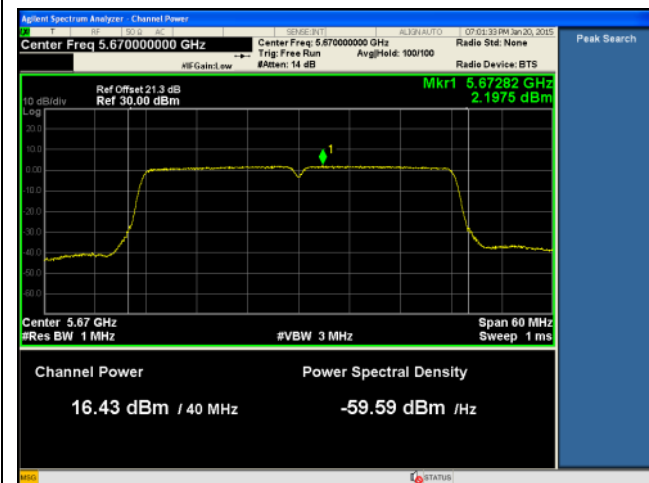 Agilent Spectrum Analyzer - Channel Power
T RF 50 Ω AC SENSE:INT ALIGNAUTO 07:01:33 PM Jan 20, 2015
Center Freq 5.670000000 GHz Center Freq: 5.670000000 GHz Radio Std: None Peak Search
Trig: Free Run Avg|Hold: 100/100
#IFGain:Low #Atten: 14 dB Radio Device: BTS
Ref Offset 21.3 dB Mkr1 5.67282 GHz
10 dB/div Ref 30.00 dBm 2.1975 dBm
Log
20.0
10.0
1
0.00
-10.0
-20.0
-30.0
-40.0
-50.0
-60.0
Center 5.67 GHz Span 60 MHz
#Res BW 1 MHz #VBW 3 MHz Sweep 1 ms
Channel Power Power Spectral Density
16.43 dBm / 40 MHz -59.59 dBm /Hz
MSG STATUS